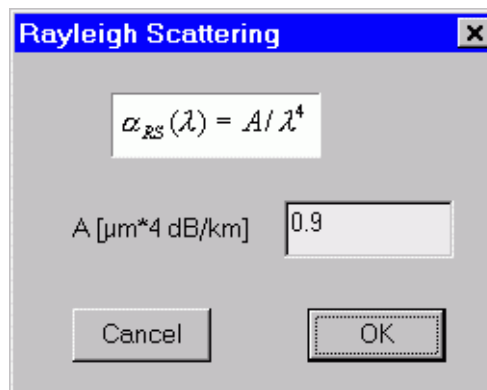 Rayleigh Scattering
α_RS(λ) = A/λ⁴
A [µm*4 dB/km]
0.9
Cancel
OK